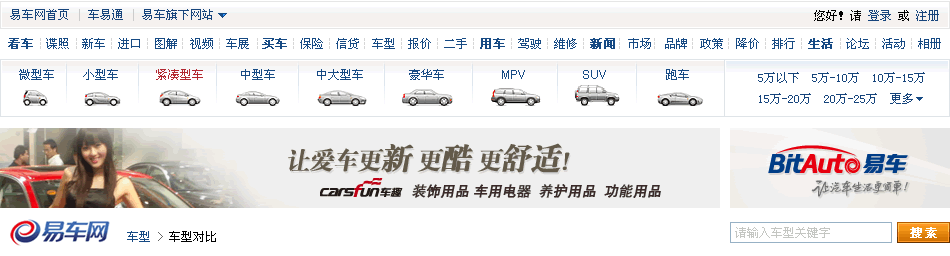 易车网首页 车易通 易车旗下网站 您好! 请 登录 或 注册
看车 谍照 新车 进口 图解 视频 车展 买车 保险 信贷 车型 报价 二手 用车 驾驶 维修 新闻 市场 品牌 政策 降价 排行 生活 论坛 活动 相册
微型车 小型车 紧凑型车 中型车 中大型车 豪华车 MPV SUV 跑车
5万以下 5万-10万 10万-15万
15万-20万 20万-25万 更多
让爱车更新 更酷 更舒适!
carsfun车趣 装饰用品 车用电器 养护用品 功能用品
BitAuto易车
让汽车生活更简单!
易车网 车型 > 车型对比
请输入车型关键字 搜索